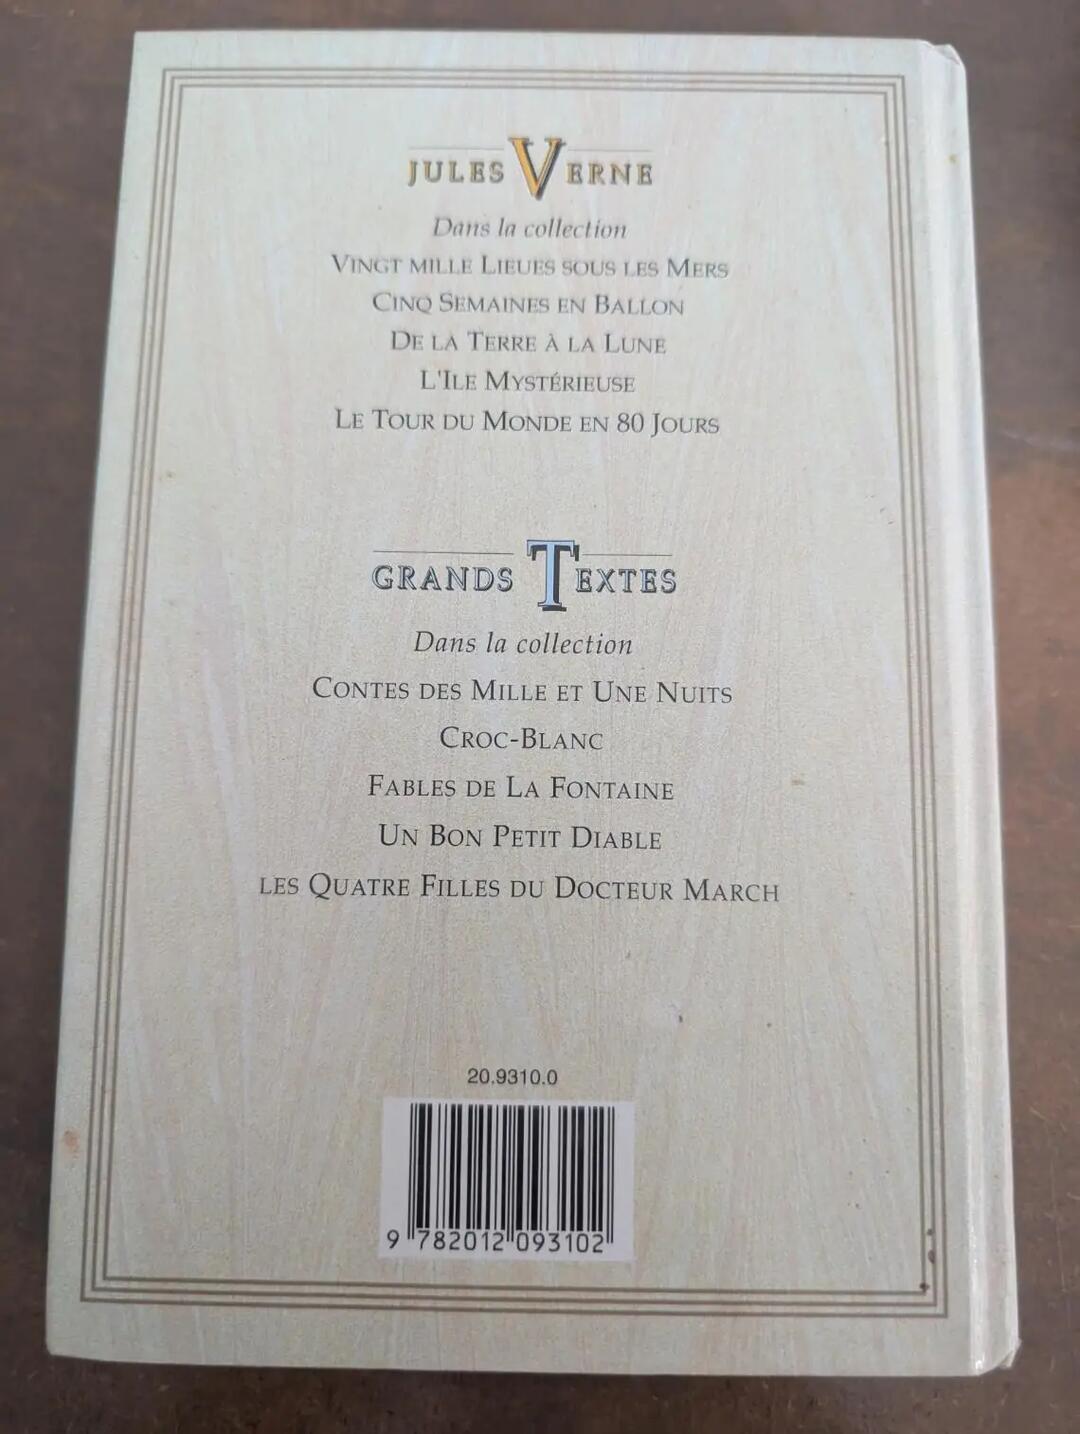 JULES VERNE
Dans la collection
VINGT MILLE LIEUES SOUS LES MERS
CINQ SEMAINES EN BALLON
DE LA TERRE À LA LUNE
L'ILE MYSTÉRIEUSE
LE TOUR DU MONDE EN 80 JOURS
GRANDS TEXTES
Dans la collection
CONTES DES MILLE ET UNE NUITS
CROC-BLANC
FABLES DE LA FONTAINE
UN BON PETIT DIABLE
LES QUATRE FILLES DU DOCTEUR MARCH
20.9310.0
9 782012 093102